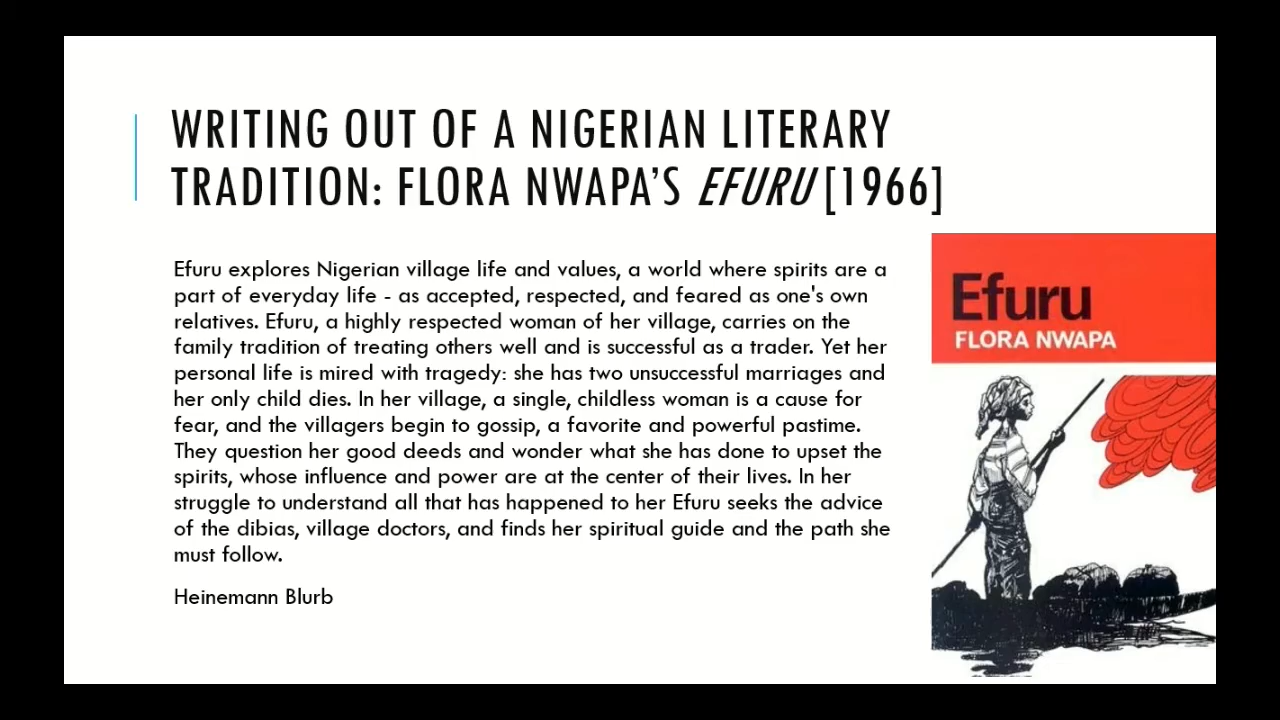 WRITING OUT OF A NIGERIAN LITERARY
TRADITION: FLORA NWAPA’S EFURU [1966]
Efuru explores Nigerian village life and values, a world where spirits are a
part of everyday life - as accepted, respected, and feared as one's own
relatives. Efuru, a highly respected woman of her village, carries on the
family tradition of treating others well and is successful as a trader. Yet her
personal life is mired with tragedy: she has two unsuccessful marriages and
her only child dies. In her village, a single, childless woman is a cause for
fear, and the villagers begin to gossip, a favorite and powerful pastime.
They question her good deeds and wonder what she has done to upset the
spirits, whose influence and power are at the center of their lives. In her
struggle to understand all that has happened to her Efuru seeks the advice
of the dibias, village doctors, and finds her spiritual guide and the path she
must follow.
Heinemann Blurb
Efuru
FLORA NWAPA